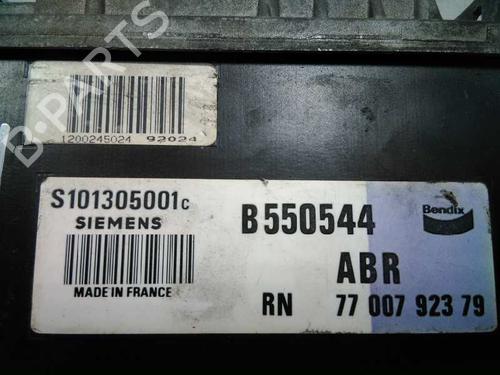 1200245024 92024
S101305001c
SIEMENS
MADE IN FRANCE
B550544
Bendix
ABR
RN 77 007 923 79
B-PARTS